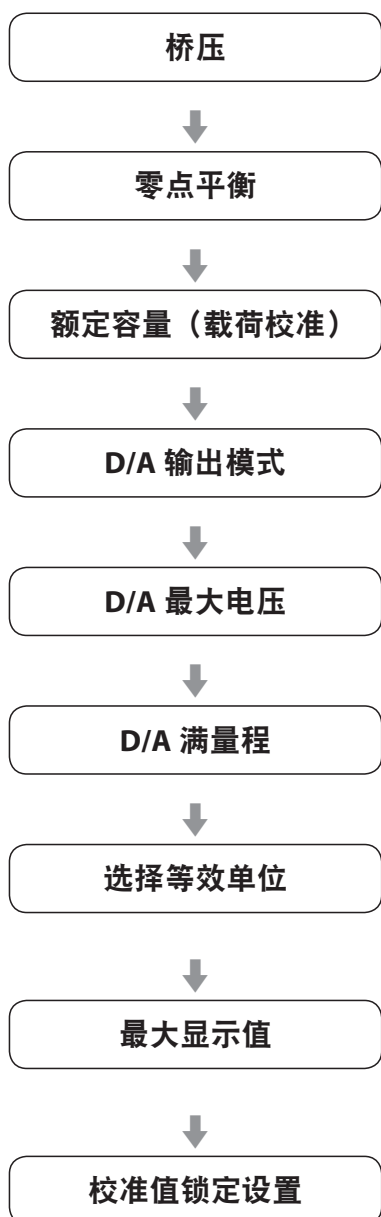 桥压
零点平衡
额定容量（载荷校准）
D/A 输出模式
D/A 最大电压
D/A 满量程
选择等效单位
最大显示值
校准值锁定设置